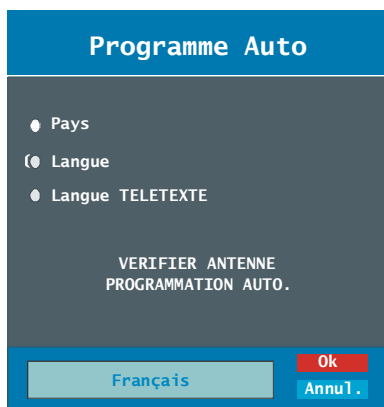 Programme Auto
Pays
Langue
Langue TELETEXTE
VERIFIER ANTENNE
PROGRAMMATION AUTO.
Ok
Français
Annul.